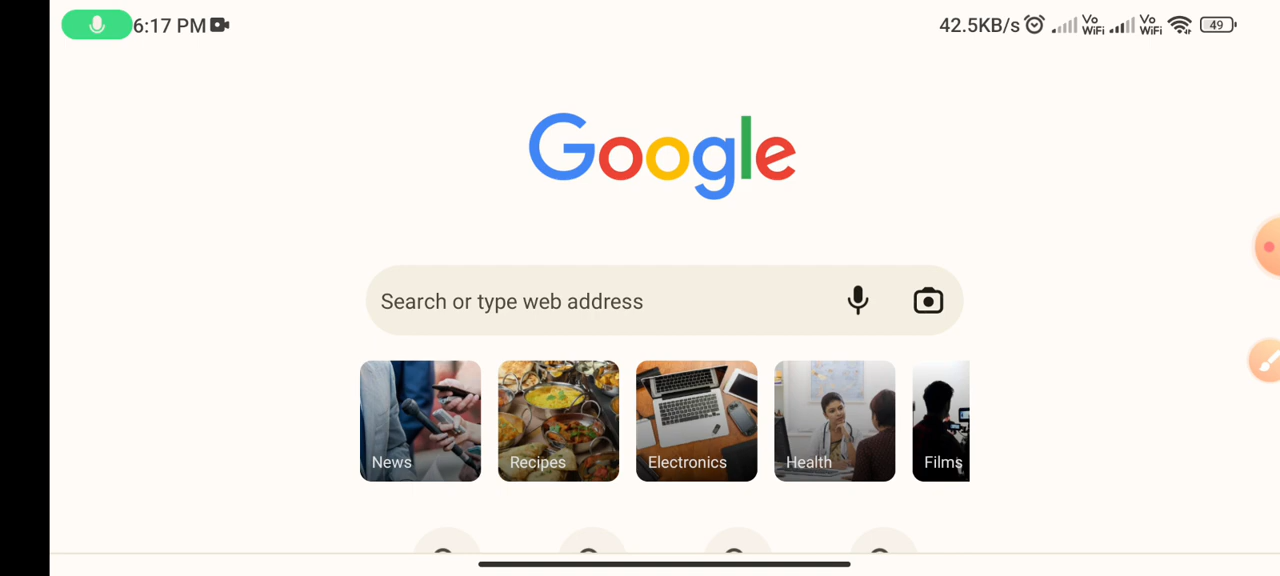 6:17 PM 42.5KB/s Vo WiFi Vo WiFi 49
Google
Search or type web address
News Recipes Electronics Health Films